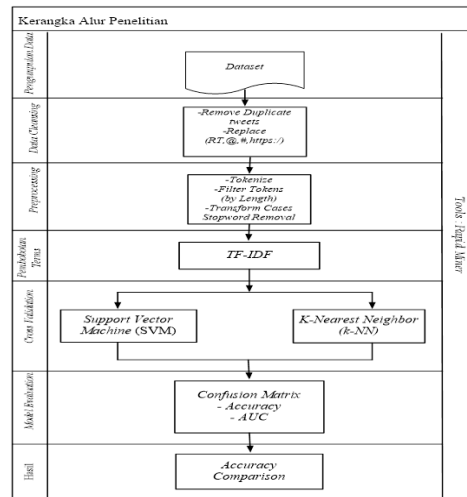 Kerangka Alur Penelitian
Pengumpulan Data
Dataset
Data Cleansing
-Remove Duplicate
tweets
-Replace
(RT,@,#,https:/)
Preprocessing
-Tokenize
-Filter Tokens
(by Length)
-Transform Cases
Stopword Removal
Pembobotan
Terms
TF-IDF
Cross Validation
Support Vector
Machine (SVM)
K-Nearest Neighbor
(k-NN)
Model Evaluation
Confusion Matrix
- Accuracy
- AUC
Hasil
Accuracy
Comparison
Tools : Rapid Miner